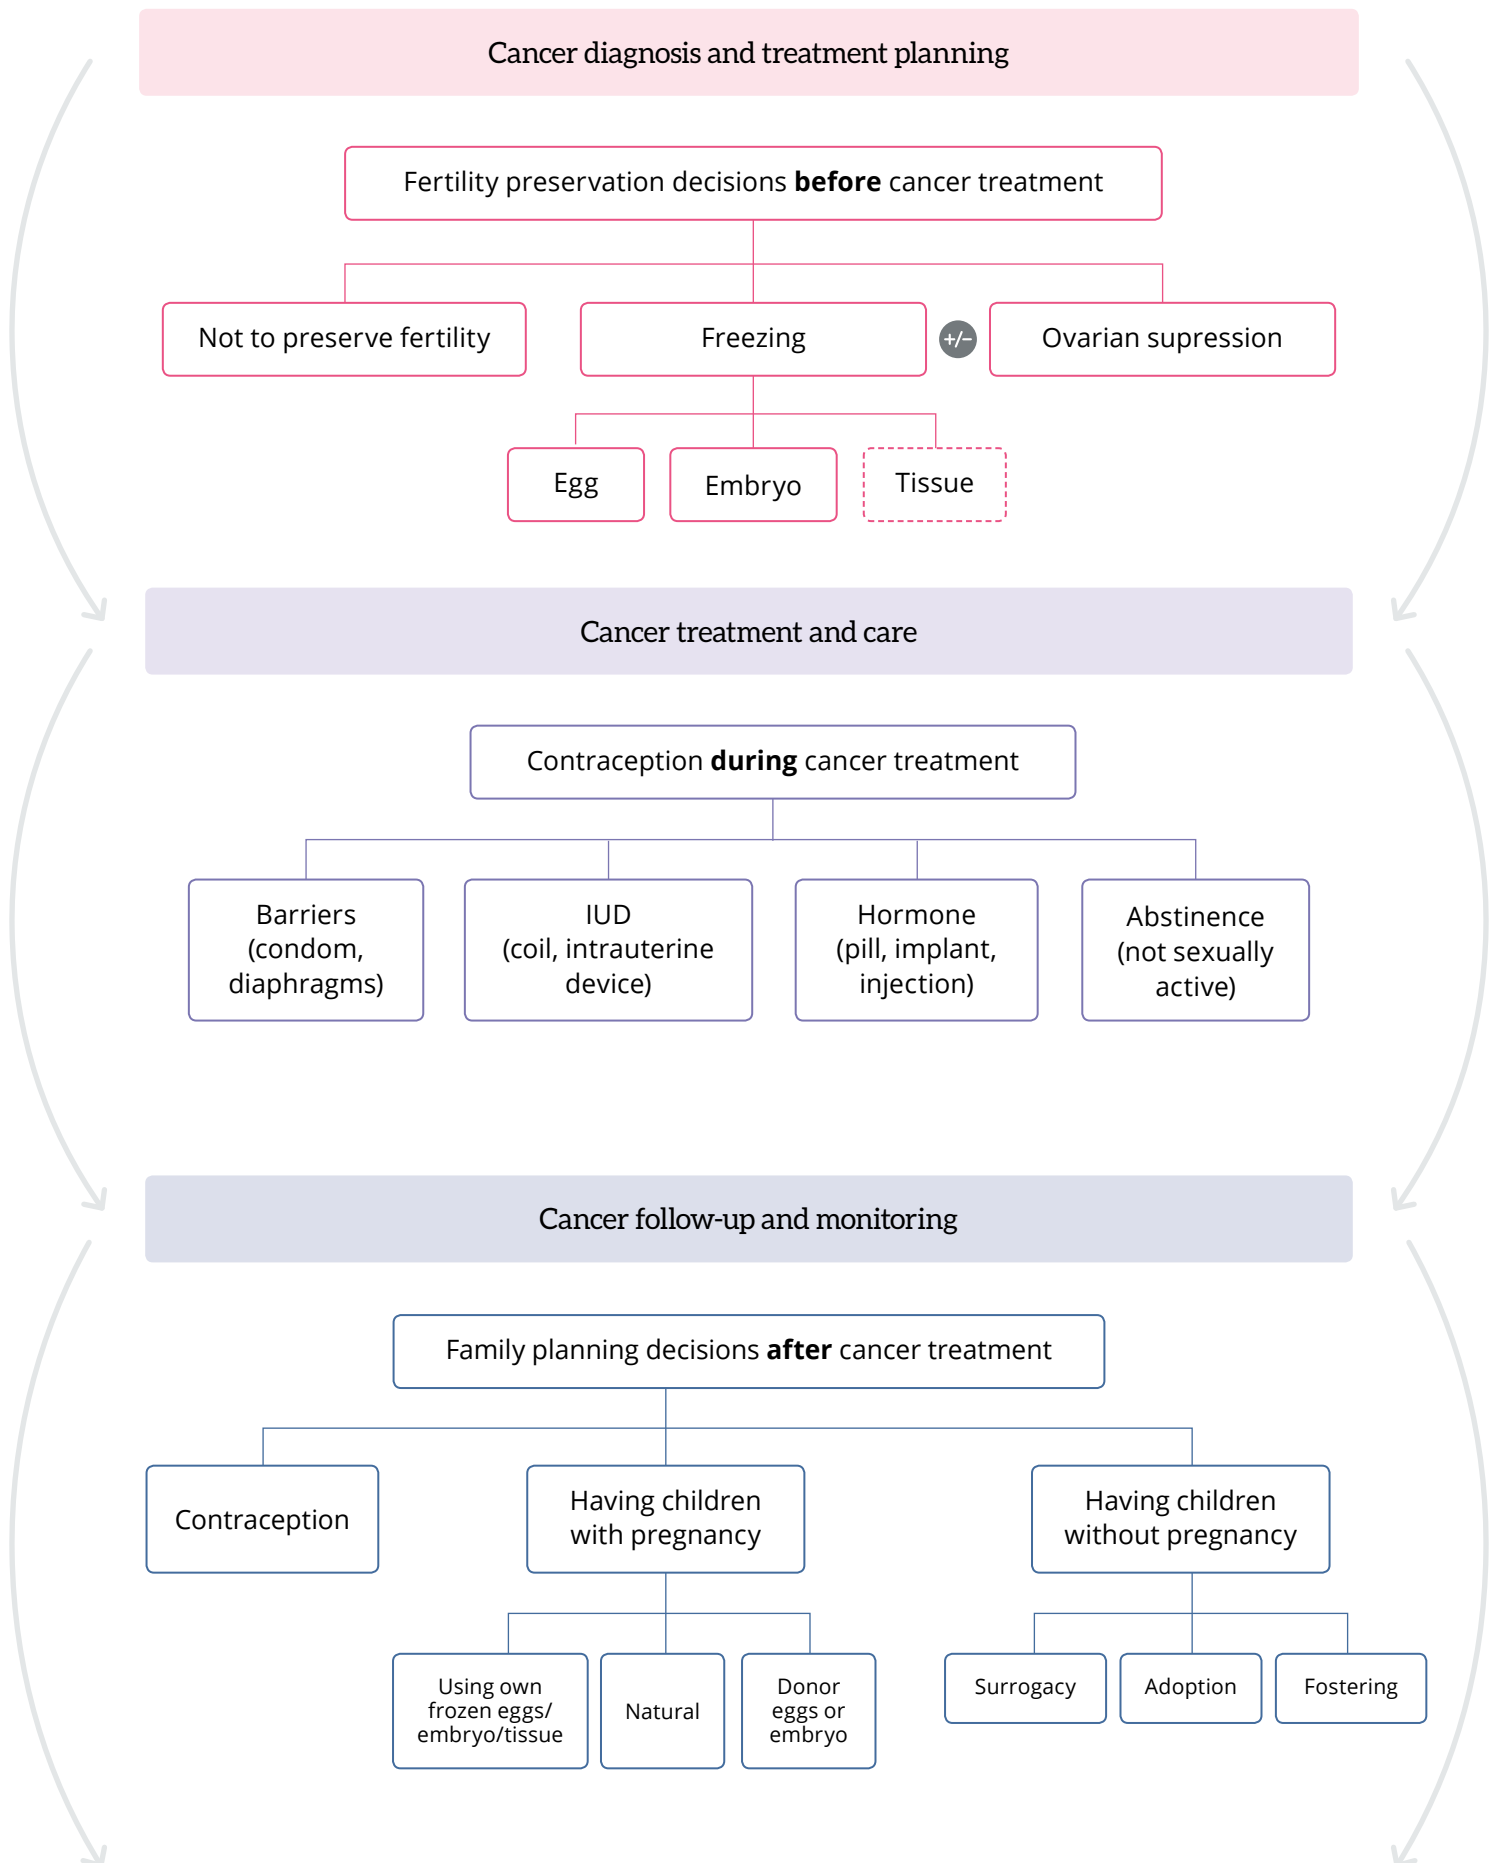 Cancer diagnosis and treatment planning
Fertility preservation decisions before cancer treatment
Not to preserve fertility
Freezing
+/−
Ovarian supression
Egg
Embryo
Tissue
Cancer treatment and care
Contraception during cancer treatment
Barriers
(condom,
diaphragms)
IUD
(coil, intrauterine
device)
Hormone
(pill, implant,
injection)
Abstinence
(not sexually
active)
Cancer follow-up and monitoring
Family planning decisions after cancer treatment
Contraception
Having children
with pregnancy
Having children
without pregnancy
Using own
frozen eggs/
embryo/tissue
Natural
Donor
eggs or
embryo
Surrogacy
Adoption
Fostering